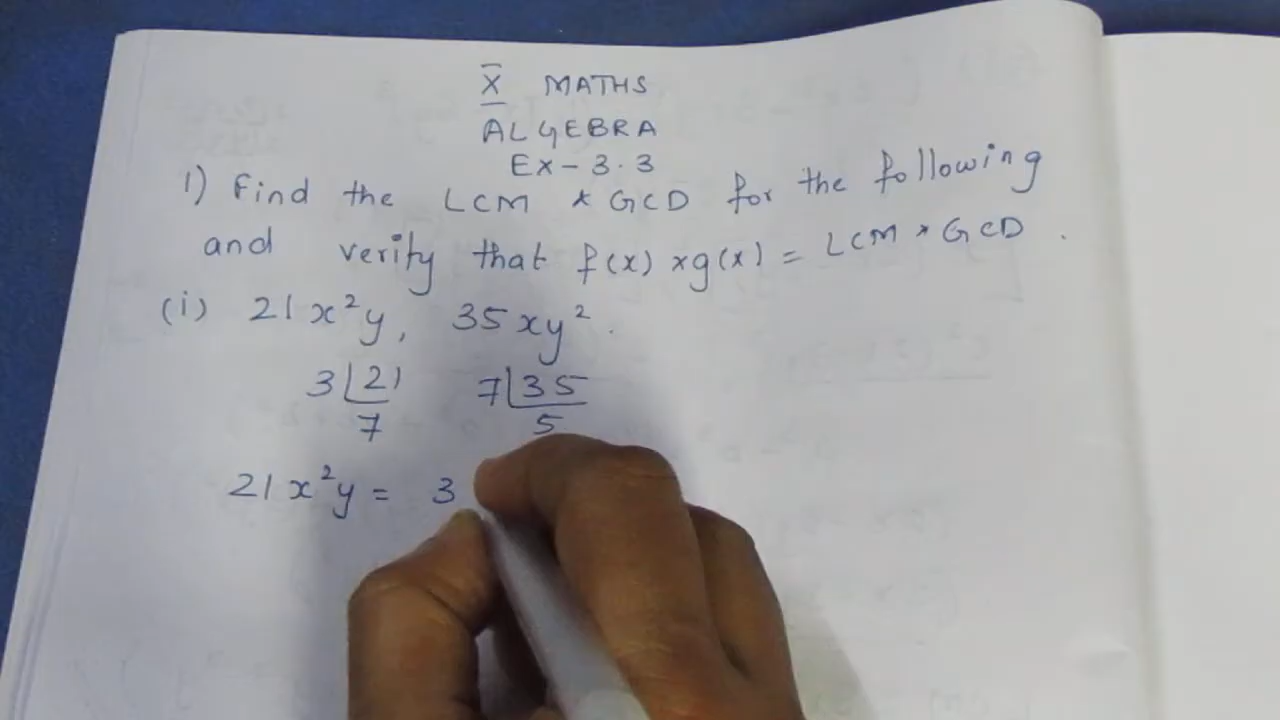 X MATHS
ALGEBRA
EX-3.3
1) Find the LCM * GCD for the following
and verify that f(x) x g(x) = LCM * GCD.
(i) 21x²y, 35xy².
3|21 7|35
7 5
21x²y = 3